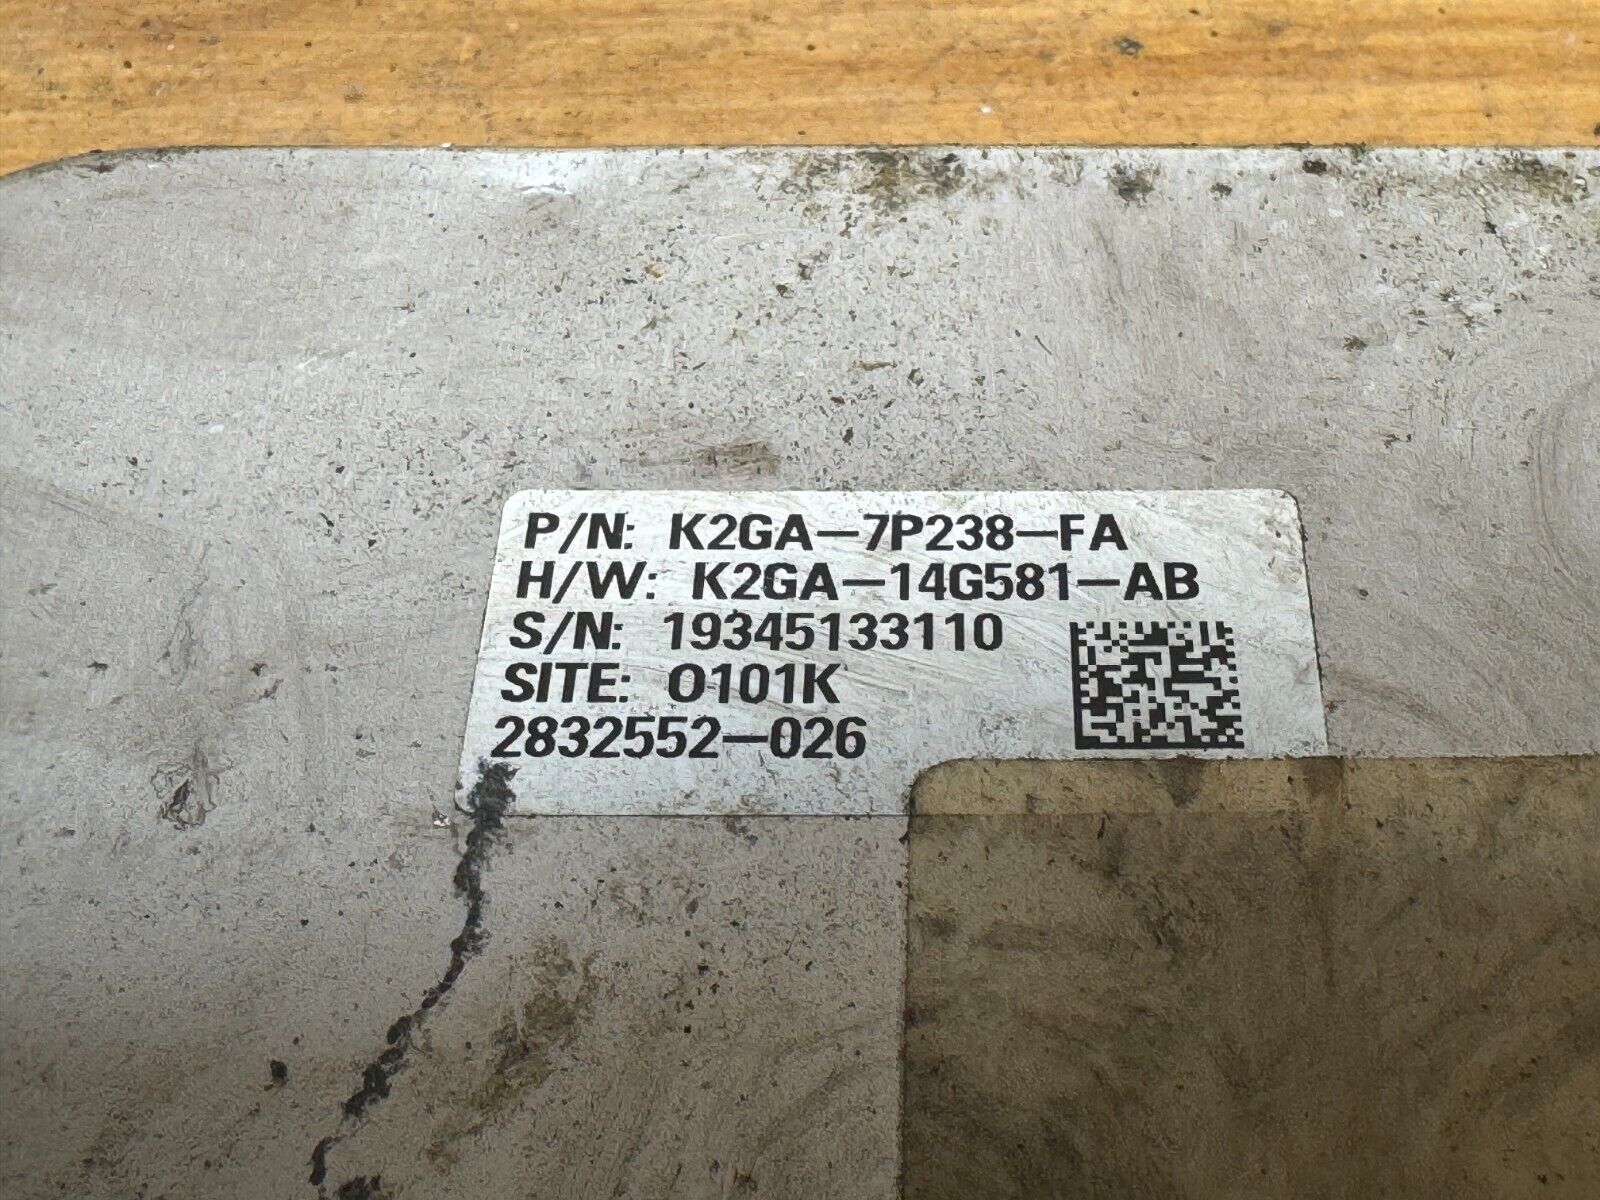 P/N: K2GA-7P238-FA
H/W: K2GA-14G581-AB
S/N: 19345133110
SITE: O101K
2832552-026